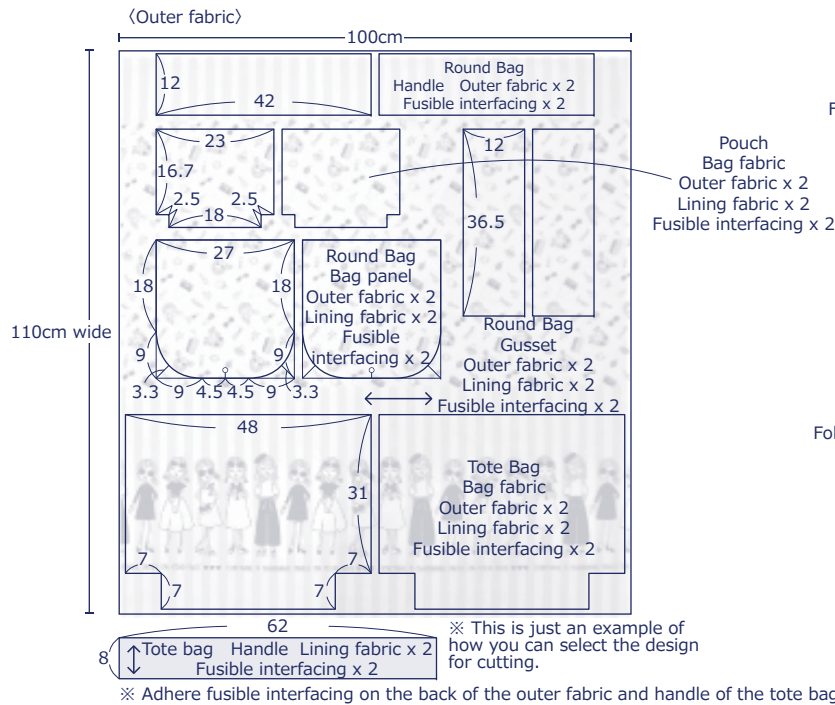 〈Outer fabric〉
100cm
12
42
Round Bag
Handle Outer fabric x 2
Fusible interfacing x 2
F
23
16.7
2.5 2.5
18
12
36.5
Pouch
Bag fabric
Outer fabric x 2
Lining fabric x 2
Fusible interfacing x 2
110cm wide
27
18 18
9 9
3.3 9 4.5 4.5 9 3.3
Round Bag
Bag panel
Outer fabric x 2
Lining fabric x 2
Fusible
interfacing x 2
Round Bag
Gusset
Outer fabric x 2
Lining fabric x 2
Fusible interfacing x 2
Fol
48
31
7 7
7 7
Tote Bag
Bag fabric
Outer fabric x 2
Lining fabric x 2
Fusible interfacing x 2
62
8
Tote bag Handle Lining fabric x 2
Fusible interfacing x 2
※ This is just an example of
how you can select the design
for cutting.
※ Adhere fusible interfacing on the back of the outer fabric and handle of the tote bag